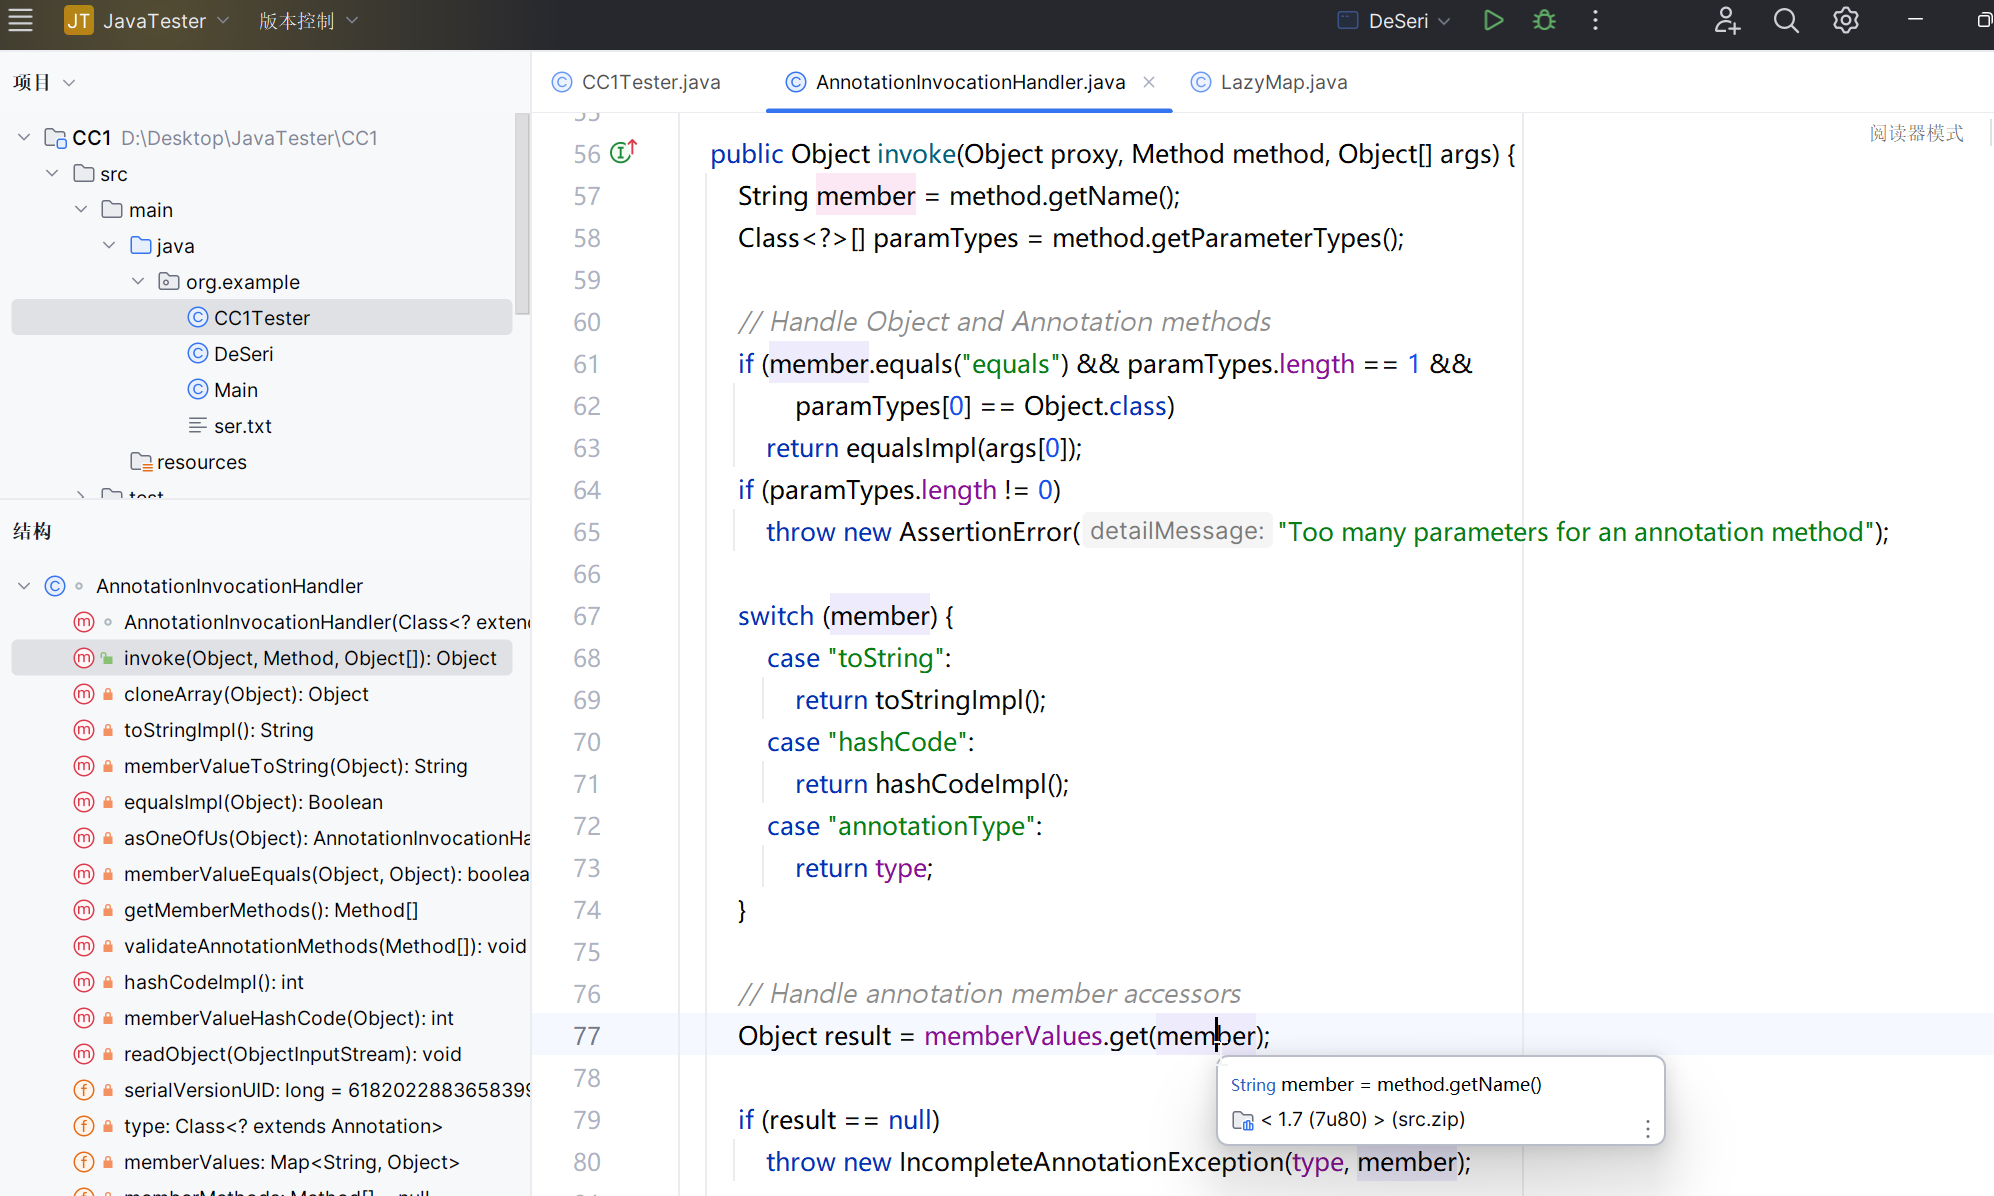 JT JavaTester 版本控制 DeSeri
项目
CC1 D:\Desktop\JavaTester\CC1
src
main
java
org.example
CC1Tester
DeSeri
Main
ser.txt
resources
test
结构
AnnotationInvocationHandler
AnnotationInvocationHandler(Class<? exten
invoke(Object, Method, Object[]): Object
cloneArray(Object): Object
toStringImpl(): String
memberValueToString(Object): String
equalsImpl(Object): Boolean
asOneOfUs(Object): AnnotationInvocationHa
memberValueEquals(Object, Object): boolea
getMemberMethods(): Method[]
validateAnnotationMethods(Method[]): void
hashCodeImpl(): int
memberValueHashCode(Object): int
readObject(ObjectInputStream): void
serialVersionUID: long = 6182022883658399
type: Class<? extends Annotation>
memberValues: Map<String, Object>
memberMethods: Method[] = null
CC1Tester.java AnnotationInvocationHandler.java LazyMap.java
阅读器模式
55
56 public Object invoke(Object proxy, Method method, Object[] args) {
57 String member = method.getName();
58 Class<?>[] paramTypes = method.getParameterTypes();
59
60 // Handle Object and Annotation methods
61 if (member.equals("equals") && paramTypes.length == 1 &&
62 paramTypes[0] == Object.class)
63 return equalsImpl(args[0]);
64 if (paramTypes.length != 0)
65 throw new AssertionError( detailMessage: "Too many parameters for an annotation method");
66
67 switch (member) {
68 case "toString":
69 return toStringImpl();
70 case "hashCode":
71 return hashCodeImpl();
72 case "annotationType":
73 return type;
74 }
75
76 // Handle annotation member accessors
77 Object result = memberValues.get(member);
78
79 if (result == null)
80 throw new IncompleteAnnotationException(type, member);
String member = method.getName()
< 1.7 (7u80) > (src.zip)